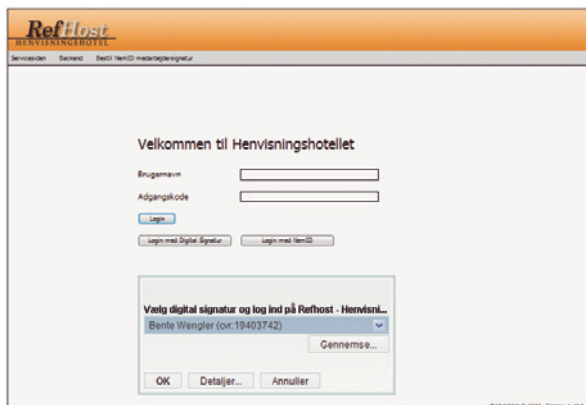 RefHost
HENVISNINGSHOTEL
Servicesiden Backend Bestil NemID medarbejdersignatur
Velkommen til Henvisningshotellet
Brugernavn
Adgangskode
Login
Login med Digital Signatur Login med NemID
Vælg digital signatur og log ind på Refhost - Henvisni...
Bente Wengler (cvr:19403742)
Gennemse...
OK Detaljer... Annuller